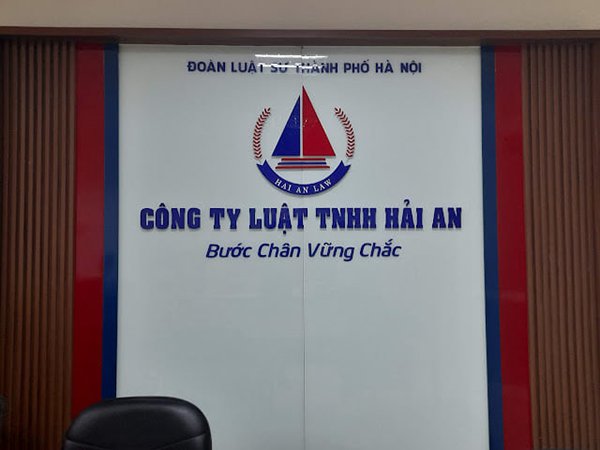 ĐOÀN LUẬT SƯ THÀNH PHỐ HÀ NỘI
HAI AN LAW
CÔNG TY LUẬT TNHH HẢI AN
Bước Chân Vững Chắc